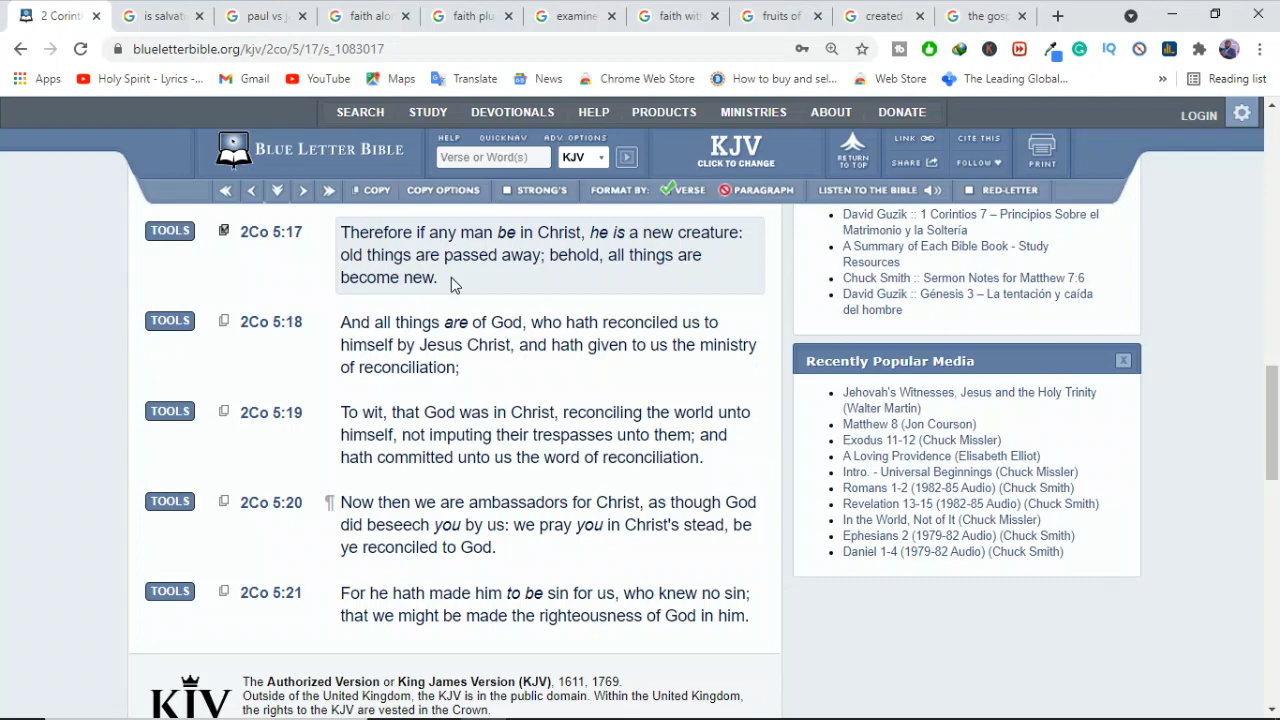 2 Corint
is salvat
paul vs j
faith alo
faith plu
examine
faith wit
fruits of
created
the gosp
blueletterbible.org/kjv/2co/5/17/s_1083017
Apps
Holy Spirit - Lyrics -...
Gmail
YouTube
Maps
Translate
News
Chrome Web Store
How to buy and sel...
Web Store
The Leading Global...
»
Reading list
SEARCH STUDY DEVOTIONALS HELP PRODUCTS MINISTRIES ABOUT DONATE
LOGIN
BLUE LETTER BIBLE
HELP QUICKNAV ADV. OPTIONS
Verse or Word(s)
KJV
KJV
CLICK TO CHANGE
RETURN
TO TOP
LINK
SHARE
CITE THIS
FOLLOW
PRINT
COPY COPY OPTIONS STRONG'S FORMAT BY: VERSE PARAGRAPH LISTEN TO THE BIBLE RED-LETTER
TOOLS 2Co 5:17 Therefore if any man be in Christ, he is a new creature:
old things are passed away; behold, all things are
become new.
TOOLS 2Co 5:18 And all things are of God, who hath reconciled us to
himself by Jesus Christ, and hath given to us the ministry
of reconciliation;
TOOLS 2Co 5:19 To wit, that God was in Christ, reconciling the world unto
himself, not imputing their trespasses unto them; and
hath committed unto us the word of reconciliation.
TOOLS 2Co 5:20 ¶ Now then we are ambassadors for Christ, as though God
did beseech you by us: we pray you in Christ's stead, be
ye reconciled to God.
TOOLS 2Co 5:21 For he hath made him to be sin for us, who knew no sin;
that we might be made the righteousness of God in him.
KJV
The Authorized Version or King James Version (KJV), 1611, 1769.
Outside of the United Kingdom, the KJV is in the public domain. Within the United Kingdom,
the rights to the KJV are vested in the Crown.
David Guzik :: 1 Corintios 7 – Principios Sobre el
Matrimonio y la Soltería
A Summary of Each Bible Book - Study
Resources
Chuck Smith :: Sermon Notes for Matthew 7:6
David Guzik :: Génesis 3 – La tentación y caída
del hombre
Recently Popular Media
Jehovah's Witnesses, Jesus and the Holy Trinity
(Walter Martin)
Matthew 8 (Jon Courson)
Exodus 11-12 (Chuck Missler)
A Loving Providence (Elisabeth Elliot)
Intro. - Universal Beginnings (Chuck Missler)
Romans 1-2 (1982-85 Audio) (Chuck Smith)
Revelation 13-15 (1982-85 Audio) (Chuck Smith)
In the World, Not of It (Chuck Missler)
Ephesians 2 (1979-82 Audio) (Chuck Smith)
Daniel 1-4 (1979-82 Audio) (Chuck Smith)